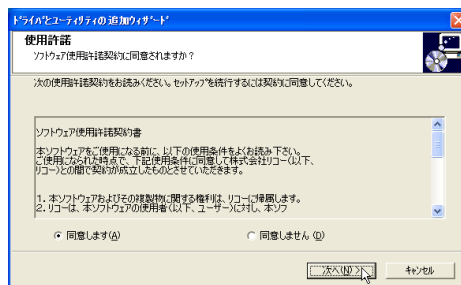 ドライバとユーティリティの追加ウィザード
使用許諾
ソフトウェア使用許諾契約に同意されますか？
次の使用許諾契約をお読みください。セットアップを続行するには契約に同意してください。
ソフトウェア使用許諾契約書
本ソフトウェアをご使用になる前に、以下の使用条件をよくお読み下さい。
ご使用になられた時点で、下記使用条件に同意して株式会社リコー（以下、
リコー）との間で契約が成立したものとさせていただきます。
1. 本ソフトウェアおよびその複製物に関する権利は、リコーに帰属します。
2. リコーは、本ソフトウェアの使用者（以下、ユーザー）に対し、本ソフ
同意します(A)
同意しません (D)
次へ(N) >
キャンセル